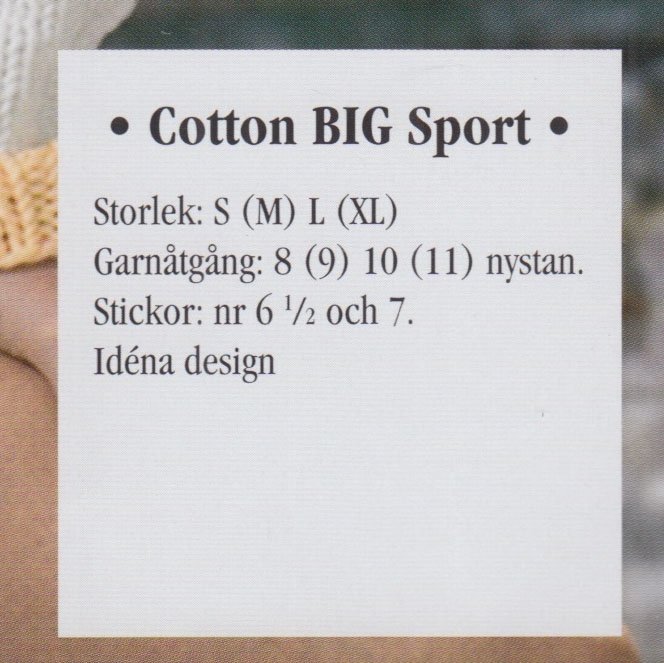 • Cotton BIG Sport •
Storlek: S (M) L (XL)
Garnåtgång: 8 (9) 10 (11) nystan.
Stickor: nr 6 ½ och 7.
Idéna design